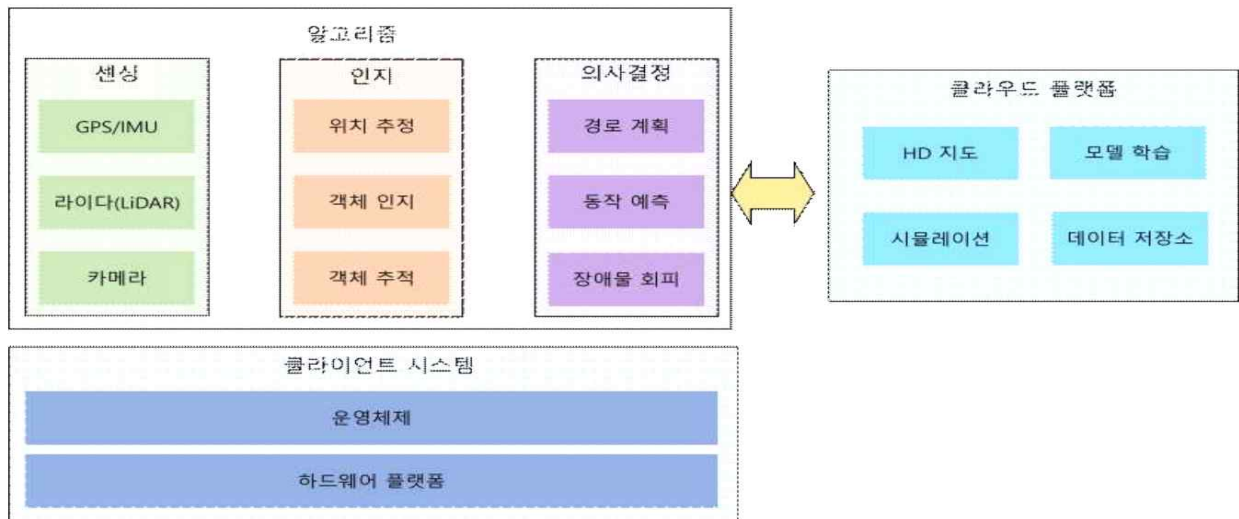 알고리즘
센싱
GPS/IMU
라이다(LiDAR)
카메라
인지
위치 추정
객체 인지
객체 추적
의사결정
경로 계획
동작 예측
장애물 회피
클라우드 플랫폼
HD 지도
모델 학습
시뮬레이션
데이터 저장소
클라이언트 시스템
운영체제
하드웨어 플랫폼